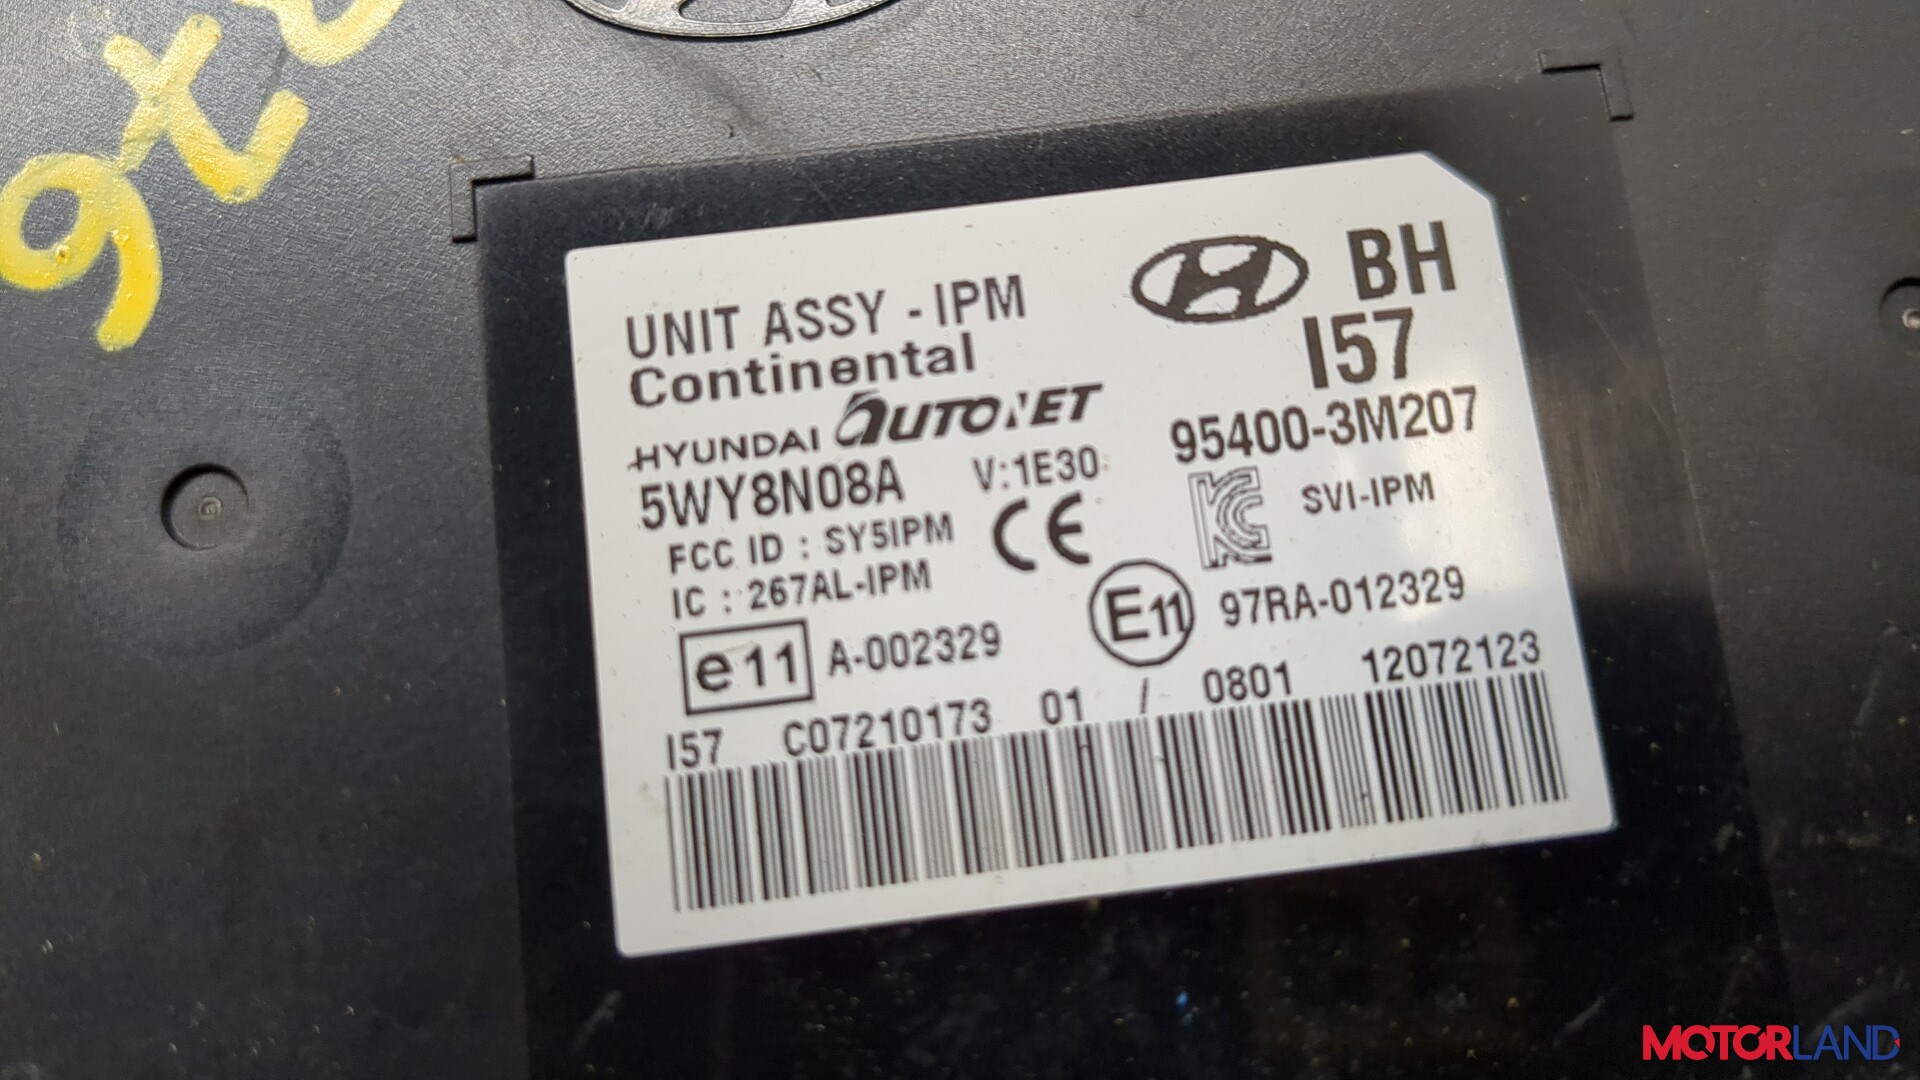 UNIT ASSY - IPM
BH
Continental
I57
HYUNDAI AUTONET
95400-3M207
5WY8N08A
V:1E30
SVI-IPM
FCC ID : SY5IPM
CE
IC : 267AL-IPM
e11 A-002329
E11 97RA-012329
I57 C07210173 01 / 0801 12072123
MOTORLAND